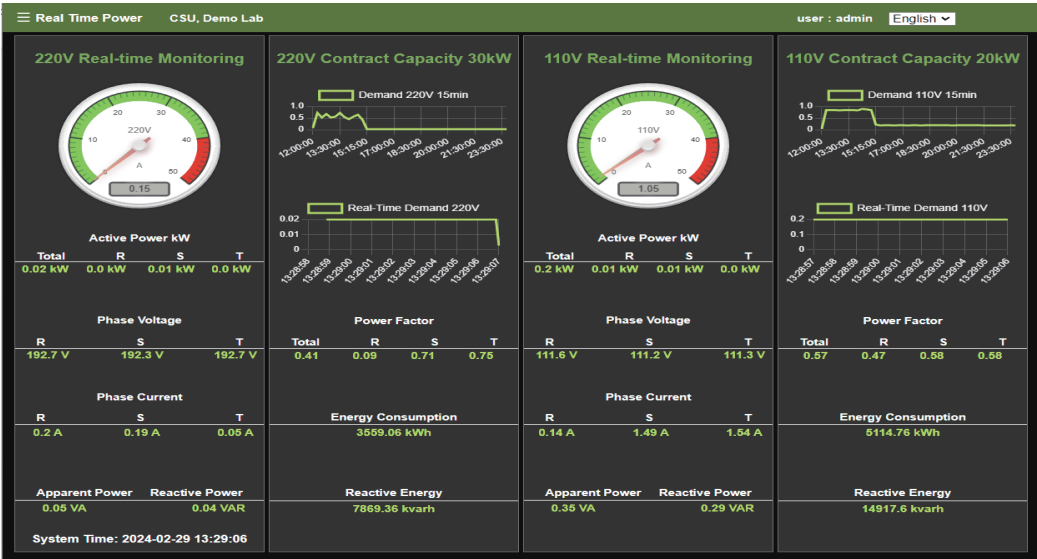 Real Time Power CSU, Demo Lab user : admin English
220V Real-time Monitoring
20 30
220V
10 40
A
0 50
0.15
Active Power kW
Total R S T
0.02 kW 0.0 kW 0.01 kW 0.0 kW
Phase Voltage
R S T
192.7 V 192.3 V 192.7 V
Phase Current
R S T
0.2 A 0.19 A 0.05 A
Apparent Power Reactive Power
0.05 VA 0.04 VAR
System Time: 2024-02-29 13:29:06
220V Contract Capacity 30kW
Demand 220V 15min
1.0
0.5
0
12:00:00 13:30:00 15:15:00 17:00:00 18:30:00 20:00:00 21:30:00 23:30:00
Real-Time Demand 220V
0.02
0.01
0
13:28:58 13:28:59 13:29:00 13:29:01 13:29:02 13:29:03 13:29:04 13:29:05 13:29:06 13:29:07
Power Factor
Total R S T
0.41 0.09 0.71 0.75
Energy Consumption
3559.06 kWh
Reactive Energy
7869.36 kvarh
110V Real-time Monitoring
20 30
110V
10 40
A
0 50
1.05
Active Power kW
Total R S T
0.2 kW 0.01 kW 0.01 kW 0.0 kW
Phase Voltage
R S T
111.6 V 111.2 V 111.3 V
Phase Current
R S T
0.14 A 1.49 A 1.54 A
Apparent Power Reactive Power
0.35 VA 0.29 VAR
110V Contract Capacity 20kW
Demand 110V 15min
1.0
0.5
0
12:00:00 13:30:00 15:15:00 17:00:00 18:30:00 20:00:00 21:30:00 23:30:00
Real-Time Demand 110V
0.2
0.1
0
13:28:57 13:28:58 13:28:59 13:29:00 13:29:01 13:29:02 13:29:03 13:29:04 13:29:05 13:29:06
Power Factor
Total R S T
0.57 0.47 0.58 0.58
Energy Consumption
5114.76 kWh
Reactive Energy
14917.6 kvarh